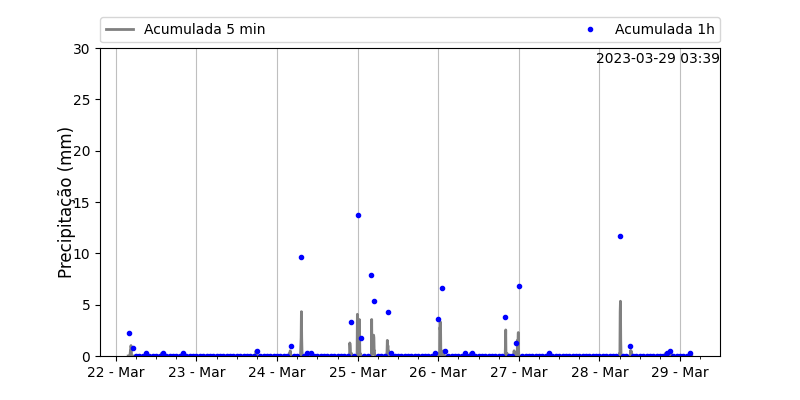 Acumulada 5 min
Acumulada 1h
2023-03-29 03:39
Precipitação (mm)
30
25
20
15
10
5
0
22 - Mar
23 - Mar
24 - Mar
25 - Mar
26 - Mar
27 - Mar
28 - Mar
29 - Mar